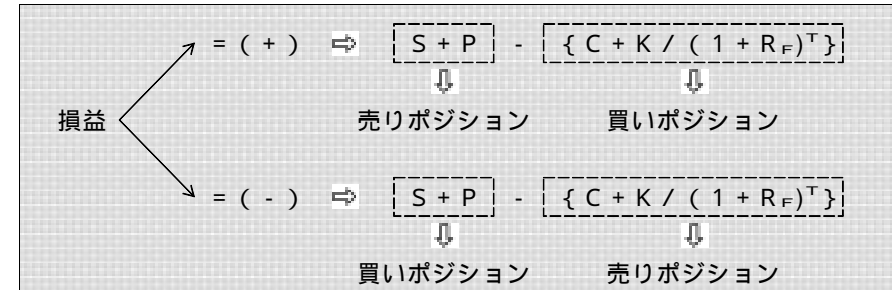 = ( + ) ⇨ S + P - { C + K / ( 1 + R_F)^T}
⇩ ⇩
売りポジション 買いポジション
損益
= ( - ) ⇨ S + P - { C + K / ( 1 + R_F)^T}
⇩ ⇩
買いポジション 売りポジション